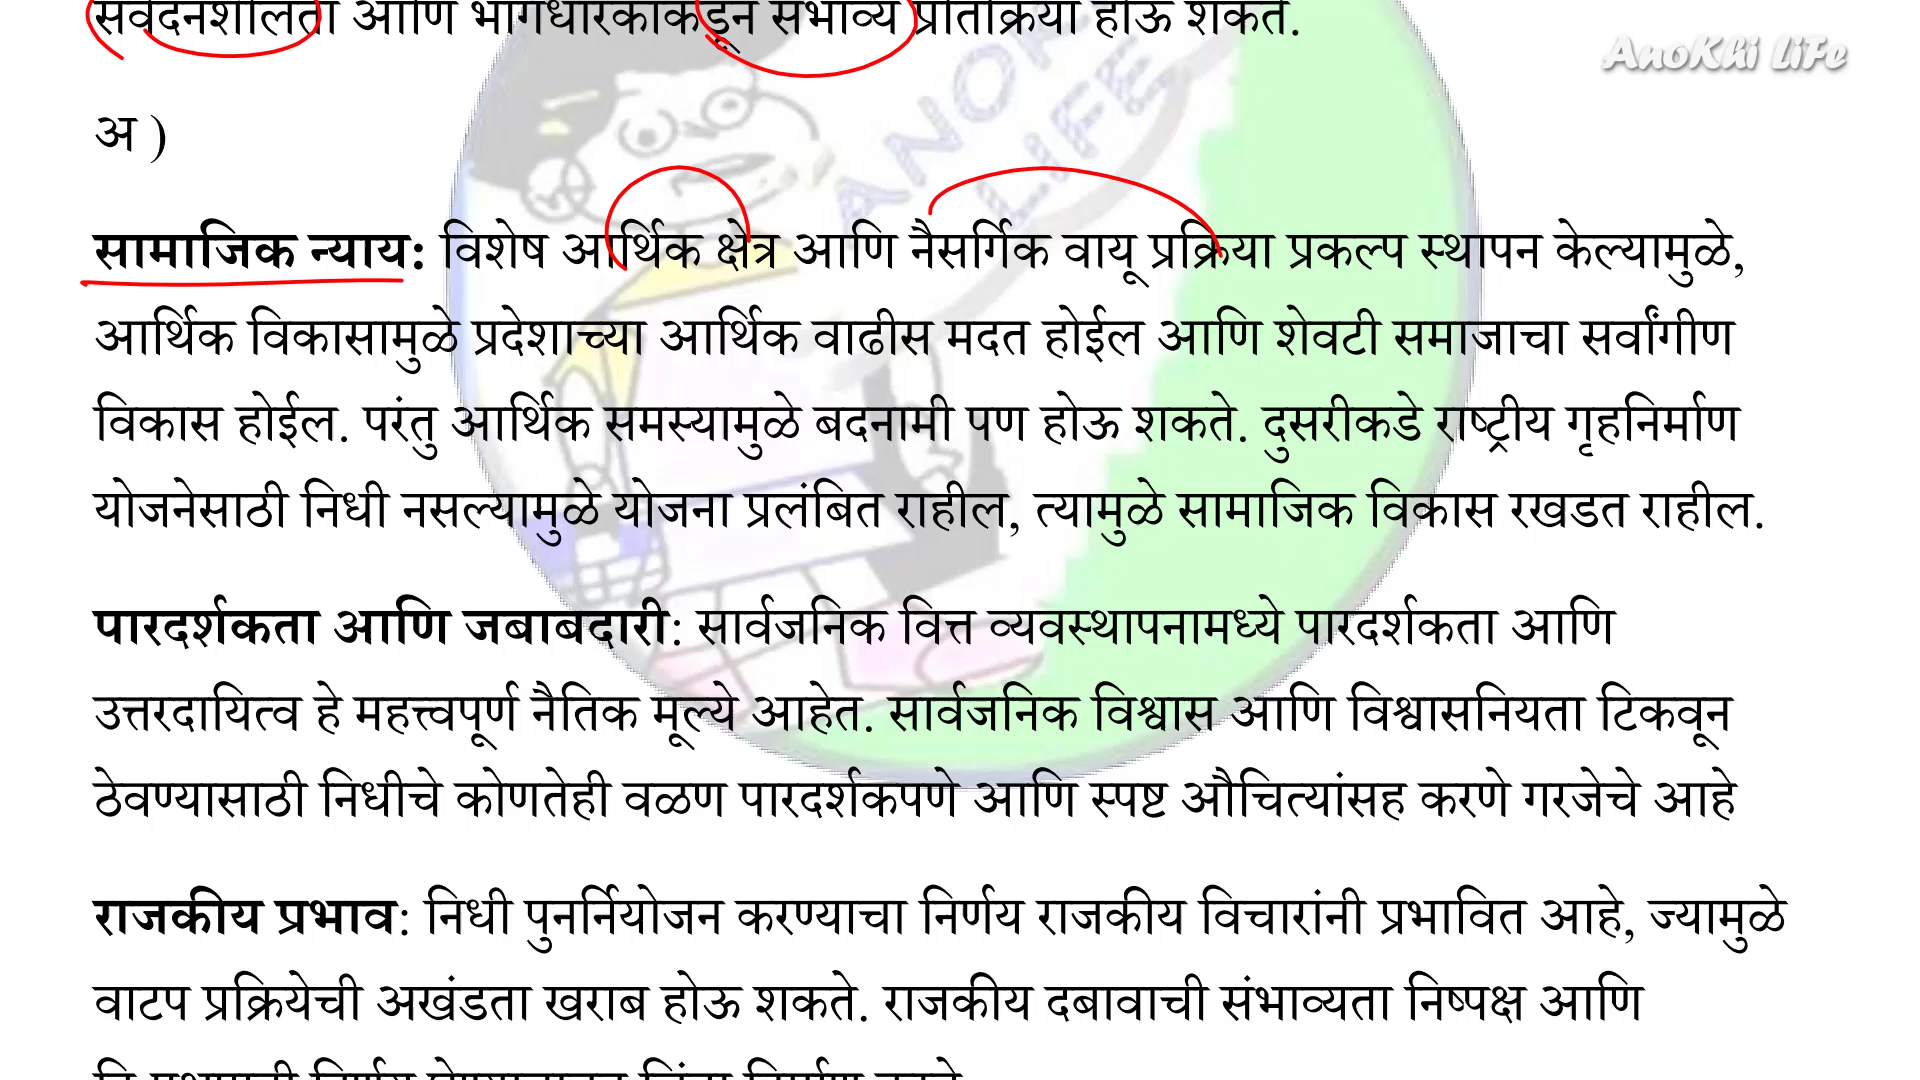 संवेदनशीलता आणि भागधारकांकडून संभाव्य प्रतिक्रिया होऊ शकते.
AnoKhi LiFe
अ )
ANOKHI
LIFE
सामाजिक न्याय: विशेष आर्थिक क्षेत्र आणि नैसर्गिक वायू प्रक्रिया प्रकल्प स्थापन केल्यामुळे,
आर्थिक विकासामुळे प्रदेशाच्या आर्थिक वाढीस मदत होईल आणि शेवटी समाजाचा सर्वांगीण
विकास होईल. परंतु आर्थिक समस्यामुळे बदनामी पण होऊ शकते. दुसरीकडे राष्ट्रीय गृहनिर्माण
योजनेसाठी निधी नसल्यामुळे योजना प्रलंबित राहील, त्यामुळे सामाजिक विकास रखडत राहील.
पारदर्शकता आणि जबाबदारी: सार्वजनिक वित्त व्यवस्थापनामध्ये पारदर्शकता आणि
उत्तरदायित्व हे महत्त्वपूर्ण नैतिक मूल्ये आहेत. सार्वजनिक विश्वास आणि विश्वासनियता टिकवून
ठेवण्यासाठी निधीचे कोणतेही वळण पारदर्शकपणे आणि स्पष्ट औचित्यांसह करणे गरजेचे आहे
राजकीय प्रभाव: निधी पुनर्नियोजन करण्याचा निर्णय राजकीय विचारांनी प्रभावित आहे, ज्यामुळे
वाटप प्रक्रियेची अखंडता खराब होऊ शकते. राजकीय दबावाची संभाव्यता निष्पक्ष आणि